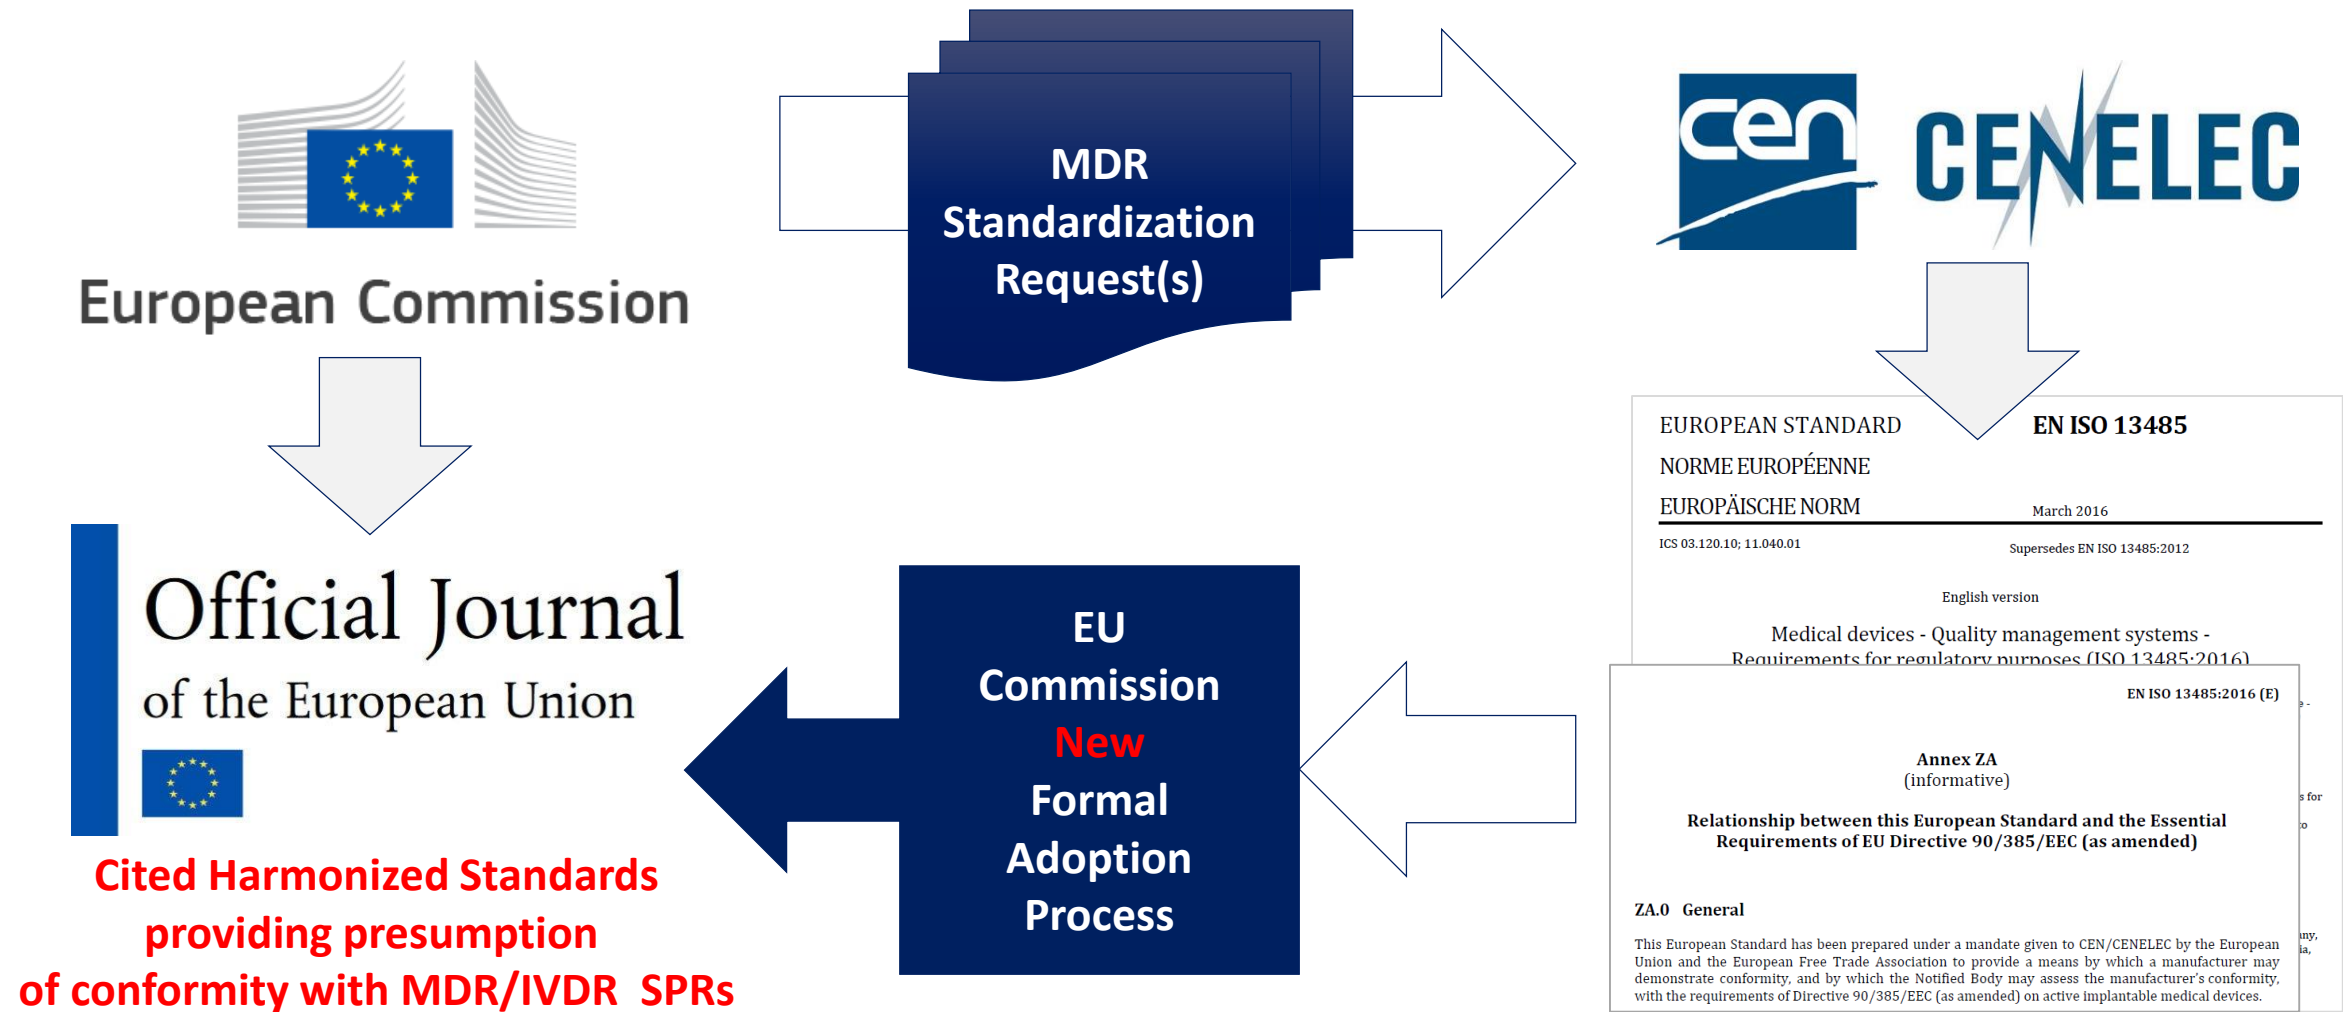 European Commission
MDR
Standardization
Request(s)
cen
CENELEC
EUROPEAN STANDARD
EN ISO 13485
NORME EUROPÉENNE
EUROPÄISCHE NORM
March 2016
ICS 03.120.10; 11.040.01
Supersedes EN ISO 13485:2012
English version
Medical devices - Quality management systems -
Requirements for regulatory purposes (ISO 13485:2016)
EN ISO 13485:2016 (E)
Annex ZA
(informative)
Relationship between this European Standard and the Essential
Requirements of EU Directive 90/385/EEC (as amended)
ZA.0 General
This European Standard has been prepared under a mandate given to CEN/CENELEC by the European
Union and the European Free Trade Association to provide a means by which a manufacturer may
demonstrate conformity, and by which the Notified Body may assess the manufacturer's conformity,
with the requirements of Directive 90/385/EEC (as amended) on active implantable medical devices.
EU
Commission
New
Formal
Adoption
Process
Official Journal
of the European Union
Cited Harmonized Standards
providing presumption
of conformity with MDR/IVDR SPRs